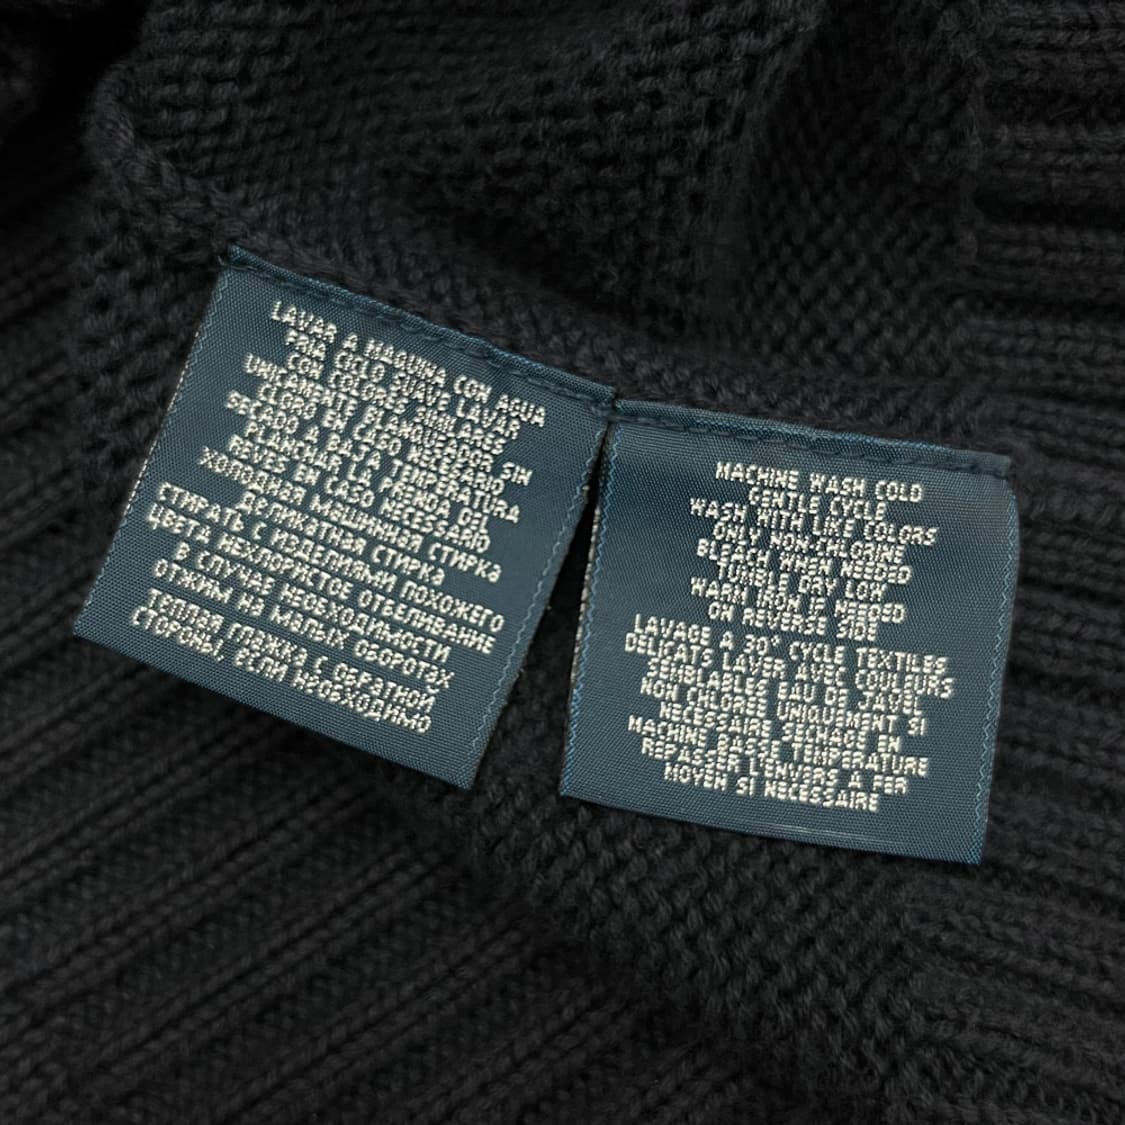 LAVAR A MAQUINA CON AGUA
FRIA CICLO SUAVE LAVAR
CON COLORES SIMILARES
UNICAMENTE BLANQUEADOR SIN
CLORO EN CASO NECESARIO
SECADO A BAJA TEMPERATURA
PLANCHAR LA PRENDA DEL
REVES EN CASO NECESSARIO
ХОЛОДНАЯ МАШИННАЯ СТИРКА
ДЕЛИКАТНАЯ СТИРКА
СТИРАТЬ С ИЗДЕЛИЯМИ ПОХОЖЕГО
ЦВЕТА НЕХЛОРИСТОЕ ОТБЕЛИВАНИЕ
В СЛУЧАЕ НЕОБХОДИМОСТИ
ОТЖИМ НА МАЛЫХ ОБОРОТАХ
ТЕПЛАЯ ГЛАЖКА С ОБРАТНОЙ
СТОРОНЫ, ЕСЛИ НЕОБХОДИМО
MACHINE WASH COLD
GENTLE CYCLE
WASH WITH LIKE COLORS
ONLY NON-CHLORINE
BLEACH WHEN NEEDED
TUMBLE DRY LOW
WARM IRON IF NEEDED
ON REVERSE SIDE
LAVAGE A 30° CYCLE TEXTILES
DELICATS LAVER AVEC COULEURS
SEMBLABLES EAU DE JAVEL
NON CHLOREE UNIQUEMENT SI
NECESSAIRE SECHAGE EN
MACHINE BASSE TEMPERATURE
REPASSER L'ENVERS A FER
MOYEN SI NECESSAIRE